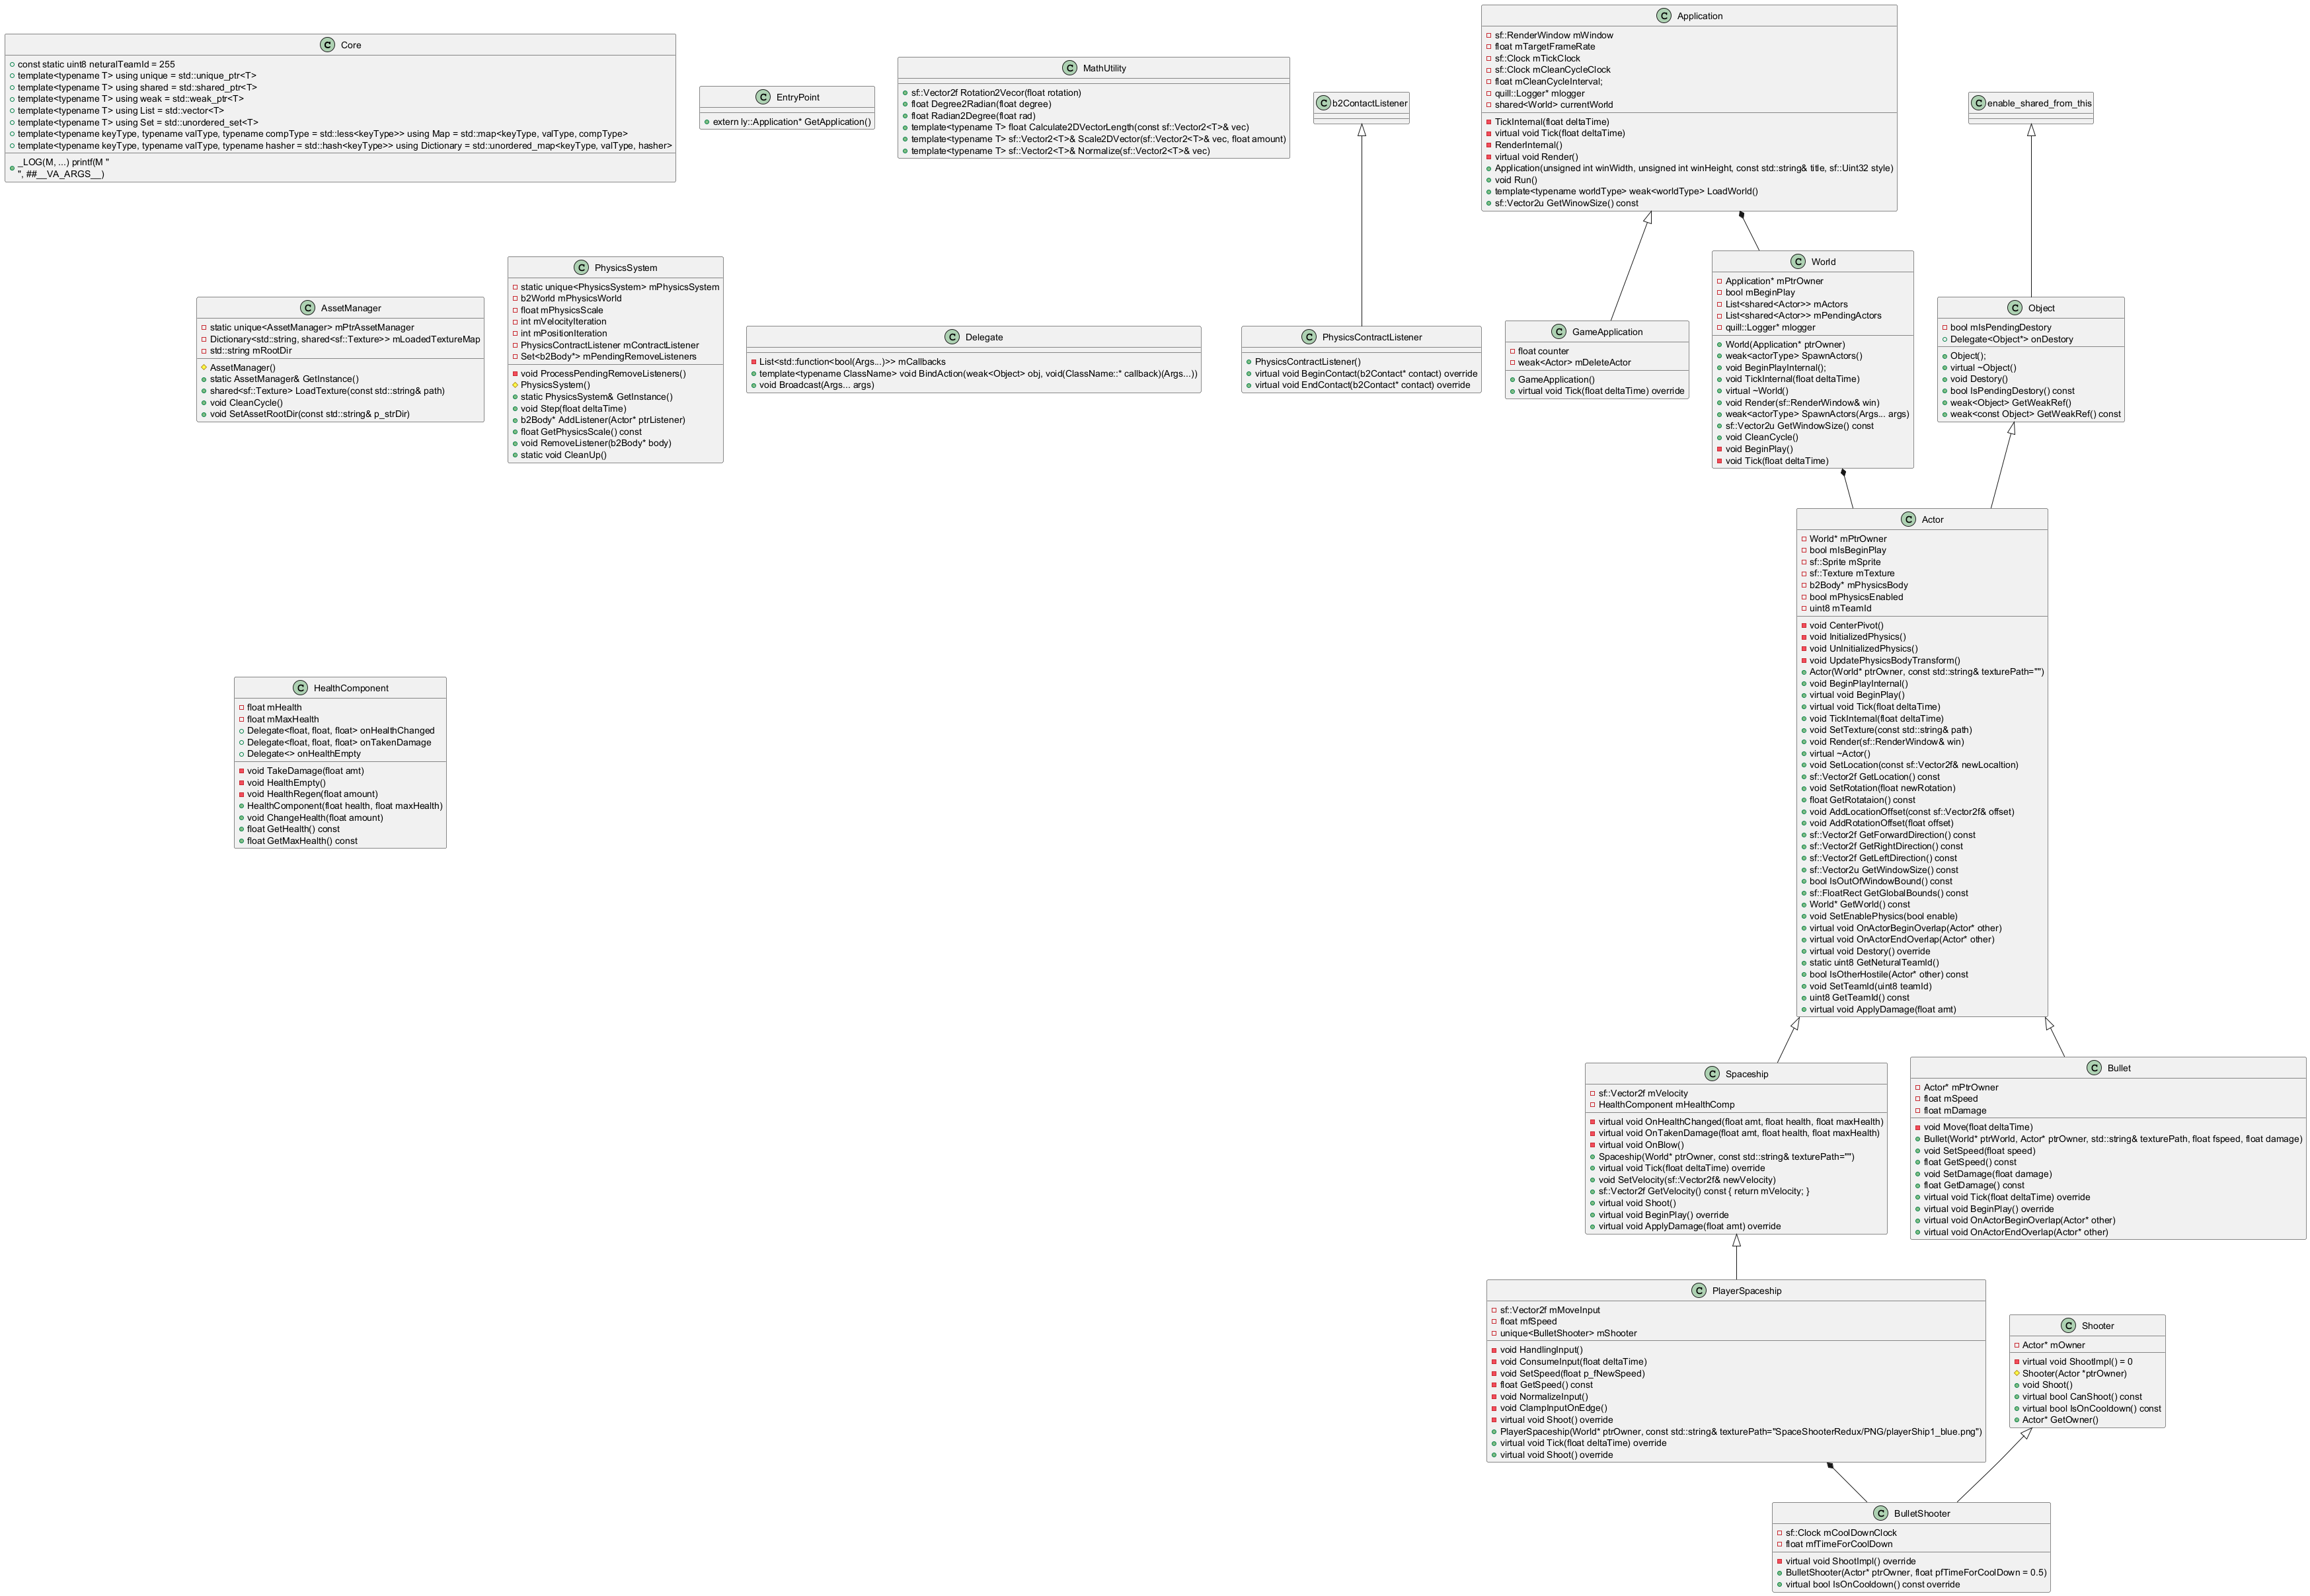 C Core
const static uint8 neturalTeamId = 255
template<typename T> using unique = std::unique_ptr<T>
template<typename T> using shared = std::shared_ptr<T>
template<typename T> using weak = std::weak_ptr<T>
template<typename T> using List = std::vector<T>
template<typename T> using Set = std::unordered_set<T>
template<typename keyType, typename valType, typename compType = std::less<keyType>> using Map = std::map<keyType, valType, compType>
template<typename keyType, typename valType, typename hasher = std::hash<keyType>> using Dictionary = std::unordered_map<keyType, valType, hasher>
_LOG(M, ...) printf(M "
", ##__VA_ARGS__)
C EntryPoint
extern ly::Application* GetApplication()
C MathUtility
sf::Vector2f Rotation2Vecor(float rotation)
float Degree2Radian(float degree)
float Radian2Degree(float rad)
template<typename T> float Calculate2DVectorLength(const sf::Vector2<T>& vec)
template<typename T> sf::Vector2<T>& Scale2DVector(sf::Vector2<T>& vec, float amount)
template<typename T> sf::Vector2<T>& Normalize(sf::Vector2<T>& vec)
C b2ContactListener
C Application
sf::RenderWindow mWindow
float mTargetFrameRate
sf::Clock mTickClock
sf::Clock mCleanCycleClock
float mCleanCycleInterval;
quill::Logger* mlogger
shared<World> currentWorld
TickInternal(float deltaTime)
virtual void Tick(float deltaTime)
RenderInternal()
virtual void Render()
Application(unsigned int winWidth, unsigned int winHeight, const std::string& title, sf::Uint32 style)
void Run()
template<typename worldType> weak<worldType> LoadWorld()
sf::Vector2u GetWinowSize() const
C enable_shared_from_this
C AssetManager
static unique<AssetManager> mPtrAssetManager
Dictionary<std::string, shared<sf::Texture>> mLoadedTextureMap
std::string mRootDir
AssetManager()
static AssetManager& GetInstance()
shared<sf::Texture> LoadTexture(const std::string& path)
void CleanCycle()
void SetAssetRootDir(const std::string& p_strDir)
C PhysicsSystem
static unique<PhysicsSystem> mPhysicsSystem
b2World mPhysicsWorld
float mPhysicsScale
int mVelocityIteration
int mPositionIteration
PhysicsContractListener mContractListener
Set<b2Body*> mPendingRemoveListeners
void ProcessPendingRemoveListeners()
PhysicsSystem()
static PhysicsSystem& GetInstance()
void Step(float deltaTime)
b2Body* AddListener(Actor* ptrListener)
float GetPhysicsScale() const
void RemoveListener(b2Body* body)
static void CleanUp()
C Delegate
List<std::function<bool(Args...)>> mCallbacks
template<typename ClassName> void BindAction(weak<Object> obj, void(ClassName::* callback)(Args...))
void Broadcast(Args... args)
C PhysicsContractListener
PhysicsContractListener()
virtual void BeginContact(b2Contact* contact) override
virtual void EndContact(b2Contact* contact) override
C GameApplication
float counter
weak<Actor> mDeleteActor
GameApplication()
virtual void Tick(float deltaTime) override
C World
Application* mPtrOwner
bool mBeginPlay
List<shared<Actor>> mActors
List<shared<Actor>> mPendingActors
quill::Logger* mlogger
World(Application* ptrOwner)
weak<actorType> SpawnActors()
void BeginPlayInternal();
void TickInternal(float deltaTime)
virtual ~World()
void Render(sf::RenderWindow& win)
weak<actorType> SpawnActors(Args... args)
sf::Vector2u GetWindowSize() const
void CleanCycle()
void BeginPlay()
void Tick(float deltaTime)
C Object
bool mIsPendingDestory
Delegate<Object*> onDestory
Object();
virtual ~Object()
void Destory()
bool IsPendingDestory() const
weak<Object> GetWeakRef()
weak<const Object> GetWeakRef() const
C Actor
World* mPtrOwner
bool mIsBeginPlay
sf::Sprite mSprite
sf::Texture mTexture
b2Body* mPhysicsBody
bool mPhysicsEnabled
uint8 mTeamId
void CenterPivot()
void InitializedPhysics()
void UnInitializedPhysics()
void UpdatePhysicsBodyTransform()
Actor(World* ptrOwner, const std::string& texturePath="")
void BeginPlayInternal()
virtual void BeginPlay()
virtual void Tick(float deltaTime)
void TickInternal(float deltaTime)
void SetTexture(const std::string& path)
void Render(sf::RenderWindow& win)
virtual ~Actor()
void SetLocation(const sf::Vector2f& newLocaltion)
sf::Vector2f GetLocation() const
void SetRotation(float newRotation)
float GetRotataion() const
void AddLocationOffset(const sf::Vector2f& offset)
void AddRotationOffset(float offset)
sf::Vector2f GetForwardDirection() const
sf::Vector2f GetRightDirection() const
sf::Vector2f GetLeftDirection() const
sf::Vector2u GetWindowSize() const
bool IsOutOfWindowBound() const
sf::FloatRect GetGlobalBounds() const
World* GetWorld() const
void SetEnablePhysics(bool enable)
virtual void OnActorBeginOverlap(Actor* other)
virtual void OnActorEndOverlap(Actor* other)
virtual void Destory() override
static uint8 GetNeturalTeamId()
bool IsOtherHostile(Actor* other) const
void SetTeamId(uint8 teamId)
uint8 GetTeamId() const
virtual void ApplyDamage(float amt)
C HealthComponent
float mHealth
float mMaxHealth
Delegate<float, float, float> onHealthChanged
Delegate<float, float, float> onTakenDamage
Delegate<> onHealthEmpty
void TakeDamage(float amt)
void HealthEmpty()
void HealthRegen(float amount)
HealthComponent(float health, float maxHealth)
void ChangeHealth(float amount)
float GetHealth() const
float GetMaxHealth() const
C Spaceship
sf::Vector2f mVelocity
HealthComponent mHealthComp
virtual void OnHealthChanged(float amt, float health, float maxHealth)
virtual void OnTakenDamage(float amt, float health, float maxHealth)
virtual void OnBlow()
Spaceship(World* ptrOwner, const std::string& texturePath="")
virtual void Tick(float deltaTime) override
void SetVelocity(sf::Vector2f& newVelocity)
sf::Vector2f GetVelocity() const { return mVelocity; }
virtual void Shoot()
virtual void BeginPlay() override
virtual void ApplyDamage(float amt) override
C Bullet
Actor* mPtrOwner
float mSpeed
float mDamage
void Move(float deltaTime)
Bullet(World* ptrWorld, Actor* ptrOwner, std::string& texturePath, float fspeed, float damage)
void SetSpeed(float speed)
float GetSpeed() const
void SetDamage(float damage)
float GetDamage() const
virtual void Tick(float deltaTime) override
virtual void BeginPlay() override
virtual void OnActorBeginOverlap(Actor* other)
virtual void OnActorEndOverlap(Actor* other)
C PlayerSpaceship
sf::Vector2f mMoveInput
float mfSpeed
unique<BulletShooter> mShooter
void HandlingInput()
void ConsumeInput(float deltaTime)
void SetSpeed(float p_fNewSpeed)
float GetSpeed() const
void NormalizeInput()
void ClampInputOnEdge()
virtual void Shoot() override
PlayerSpaceship(World* ptrOwner, const std::string& texturePath="SpaceShooterRedux/PNG/playerShip1_blue.png")
virtual void Tick(float deltaTime) override
virtual void Shoot() override
C Shooter
Actor* mOwner
virtual void ShootImpl() = 0
Shooter(Actor *ptrOwner)
void Shoot()
virtual bool CanShoot() const
virtual bool IsOnCooldown() const
Actor* GetOwner()
C BulletShooter
sf::Clock mCoolDownClock
float mfTimeForCoolDown
virtual void ShootImpl() override
BulletShooter(Actor* ptrOwner, float pfTimeForCoolDown = 0.5)
virtual bool IsOnCooldown() const override